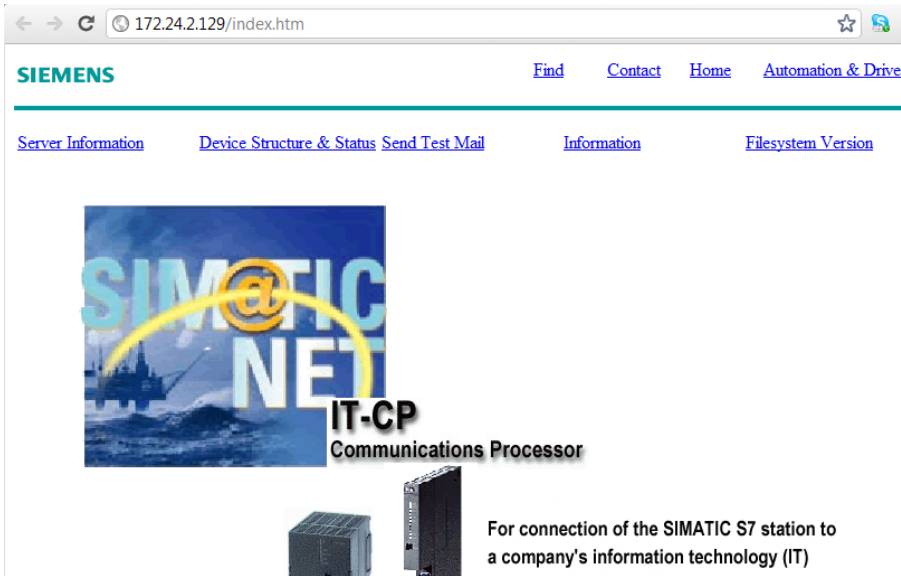 172.24.2.129/index.htm
SIEMENS Find Contact Home Automation & Drive
Server Information Device Structure & Status Send Test Mail Information Filesystem Version
SIM@TIC
NET
IT-CP
Communications Processor
For connection of the SIMATIC S7 station to
a company's information technology (IT)